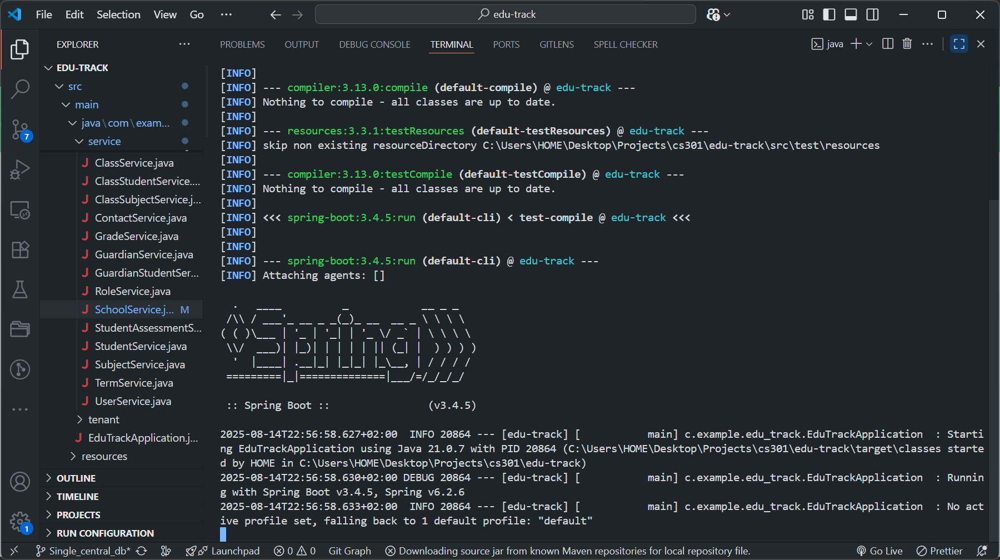 File Edit Selection View Go ···
edu-track
EXPLORER ···
EDU-TRACK
src
main
java\com\exam...
service
ClassService.java
ClassStudentService....
ClassSubjectService.j...
ContactService.java
GradeService.java
GuardianService.java
GuardianStudentSer...
RoleService.java
SchoolService.j... M
StudentAssessmentS...
StudentService.java
SubjectService.java
TermService.java
UserService.java
tenant
EduTrackApplication.j...
resources
OUTLINE
TIMELINE
PROJECTS
RUN CONFIGURATION
7
1
PROBLEMS OUTPUT DEBUG CONSOLE TERMINAL PORTS GITLENS SPELL CHECKER
java
[INFO]
[INFO] --- compiler:3.13.0:compile (default-compile) @ edu-track ---
[INFO] Nothing to compile - all classes are up to date.
[INFO]
[INFO] --- resources:3.3.1:testResources (default-testResources) @ edu-track ---
[INFO] skip non existing resourceDirectory C:\Users\HOME\Desktop\Projects\cs301\edu-track\src\test\resources
[INFO]
[INFO] --- compiler:3.13.0:testCompile (default-testCompile) @ edu-track ---
[INFO] Nothing to compile - all classes are up to date.
[INFO]
[INFO] <<< spring-boot:3.4.5:run (default-cli) < test-compile @ edu-track <<<
[INFO]
[INFO]
[INFO] --- spring-boot:3.4.5:run (default-cli) @ edu-track ---
[INFO] Attaching agents: []
  .   ____          _            __ _ _
 /\\ / ___'_ __ _ _(_)_ __  __ _ \ \ \ \
( ( )\___ | '_ | '_| | '_ \/ _` | \ \ \ \
 \\/  ___)| |_)| | | | | || (_| |  ) ) ) )
  '  |____| .__|_| |_|_| |_\__, | / / / /
 =========|_|==============|___/=/_/_/_/
:: Spring Boot :: (v3.4.5)
2025-08-14T22:56:58.627+02:00  INFO 20864 --- [edu-track] [           main] c.example.edu_track.EduTrackApplication  : Starti
ng EduTrackApplication using Java 21.0.7 with PID 20864 (C:\Users\HOME\Desktop\Projects\cs301\edu-track\target\classes starte
d by HOME in C:\Users\HOME\Desktop\Projects\cs301\edu-track)
2025-08-14T22:56:58.630+02:00 DEBUG 20864 --- [edu-track] [           main] c.example.edu_track.EduTrackApplication  : Runnin
g with Spring Boot v3.4.5, Spring v6.2.6
2025-08-14T22:56:58.633+02:00  INFO 20864 --- [edu-track] [           main] c.example.edu_track.EduTrackApplication  : No act
ive profile set, falling back to 1 default profile: "default"
Single_central_db* Launchpad 0 0 Git Graph Downloading source jar from known Maven repositories for local repository file. Go Live Prettier